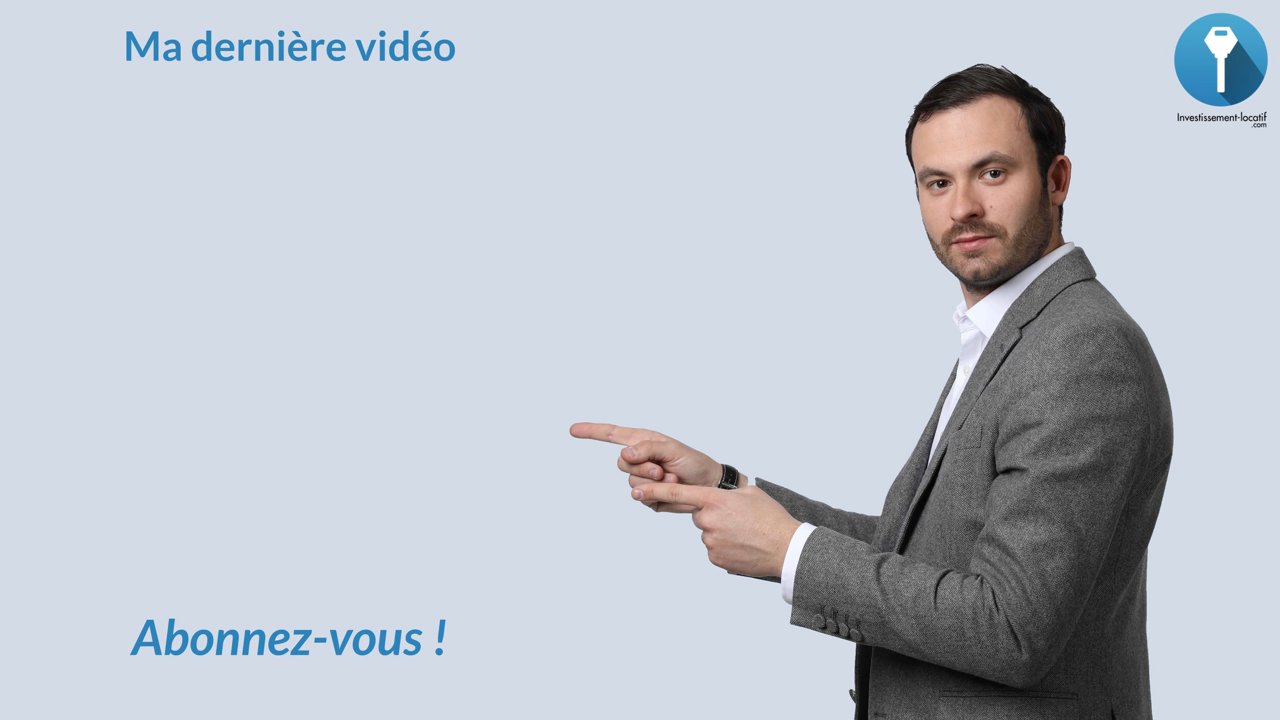 Ma dernière vidéo
Investissement-locatif
.com
Abonnez-vous !